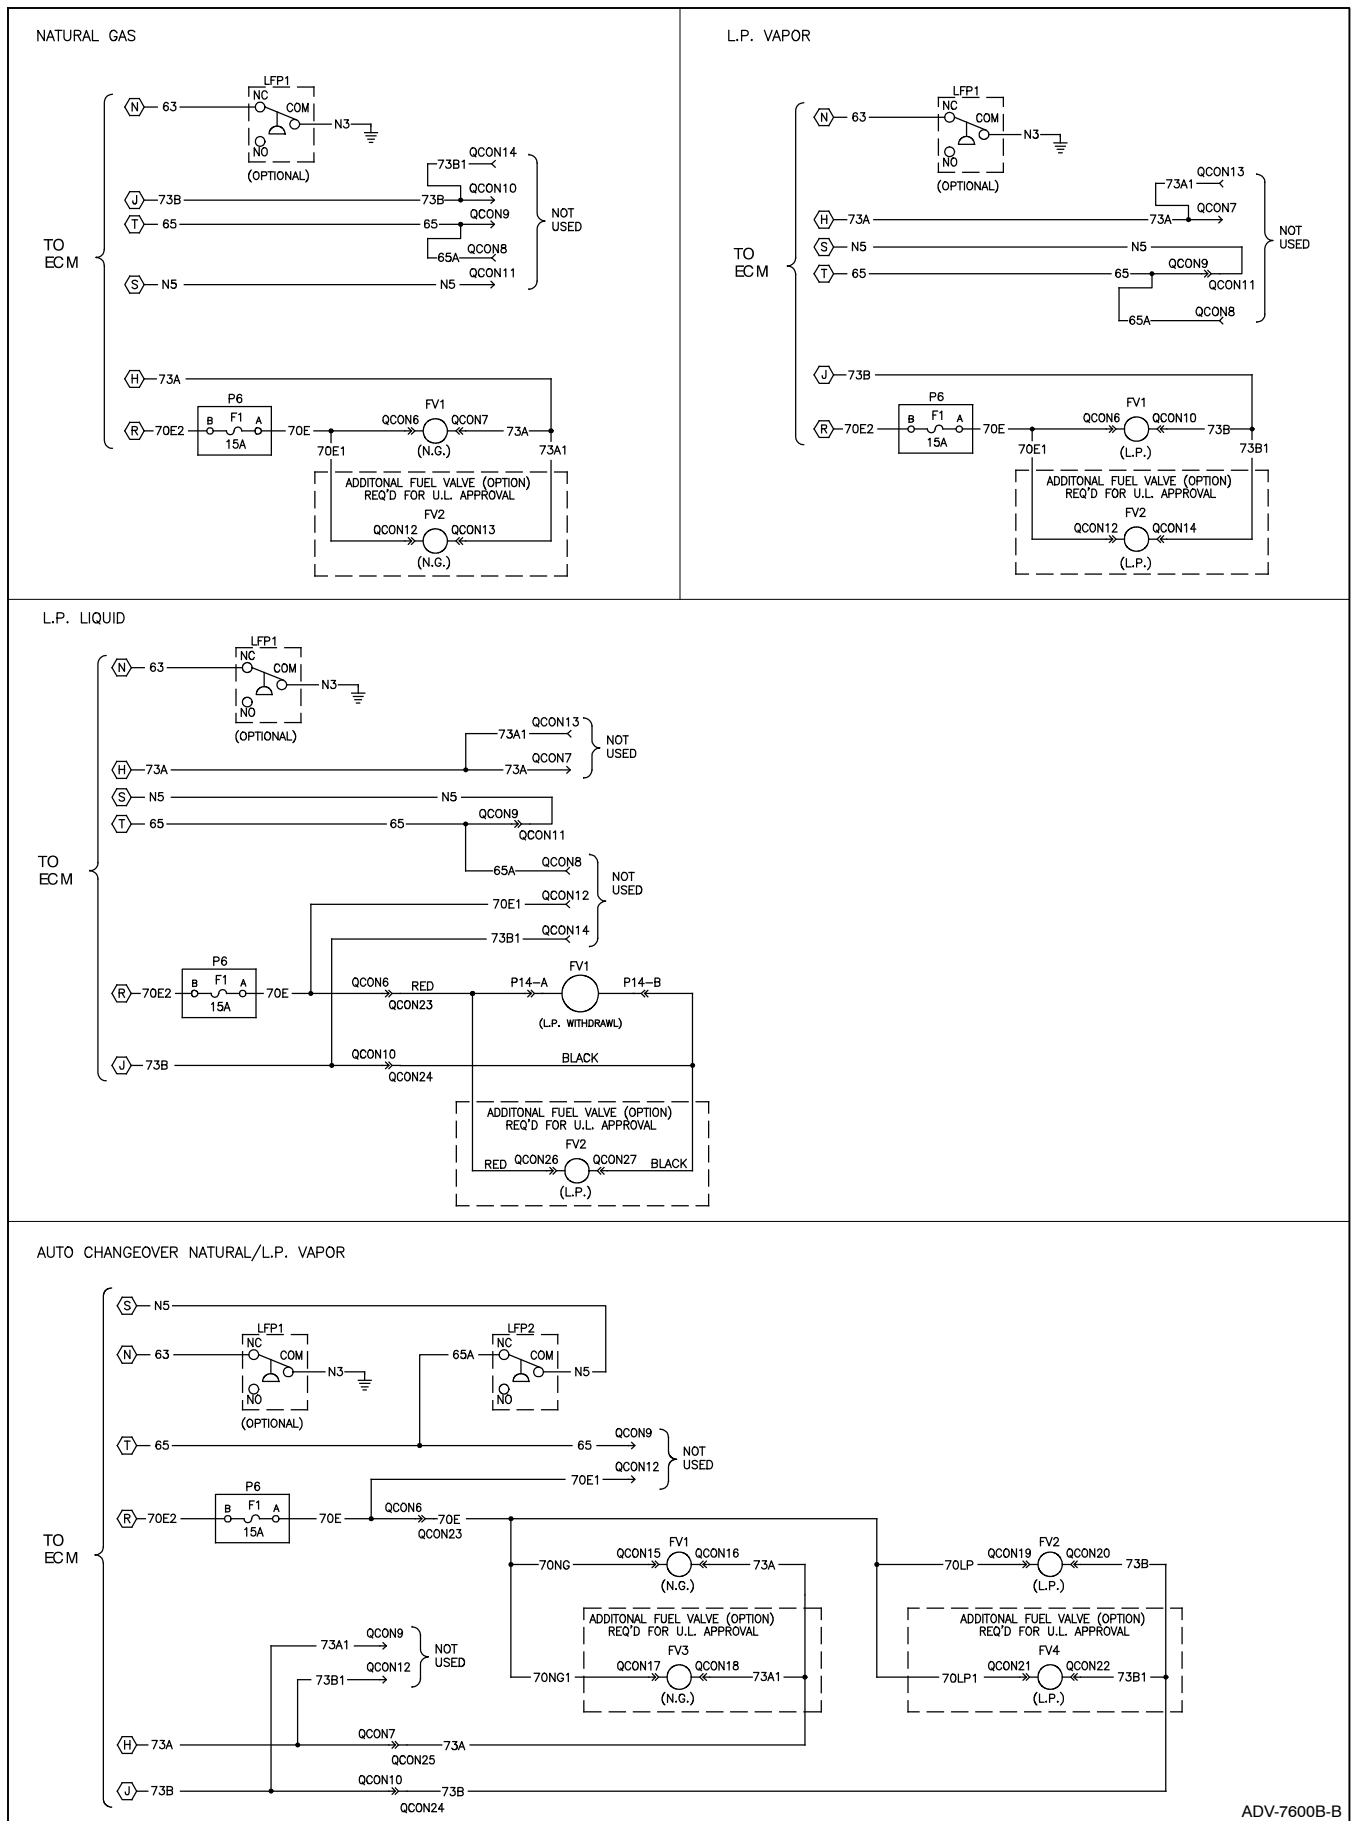 NATURAL GAS
LFP1
NC
N 63
COM
N3
NO
(OPTIONAL)
QCON14
73B1
QCON10
J 73B 73B
QCON9
T 65 65
NOT
USED
QCON8
65A
QCON11
S N5 N5
TO
ECM
H 73A
P6
R 70E2 B F1 A 70E
15A
FV1
QCON6 QCON7
73A
(N.G.)
70E1
73A1
ADDITONAL FUEL VALVE (OPTION)
REQ'D FOR U.L. APPROVAL
FV2
QCON12 QCON13
(N.G.)
L.P. VAPOR
LFP1
NC
N 63
COM
N3
NO
(OPTIONAL)
QCON13
73A1
QCON7
H 73A 73A
NOT
USED
S N5 N5
QCON9
T 65 65
QCON11
QCON8
65A
TO
ECM
J 73B
P6
R 70E2 B F1 A 70E
15A
FV1
QCON6 QCON10
73B
(L.P.)
70E1
73B1
ADDITONAL FUEL VALVE (OPTION)
REQ'D FOR U.L. APPROVAL
FV2
QCON12 QCON14
(L.P.)
L.P. LIQUID
LFP1
NC
N 63
COM
N3
NO
(OPTIONAL)
QCON13
73A1
NOT
USED
QCON7
H 73A 73A
S N5 N5
QCON9
T 65 65
QCON11
TO
ECM
QCON8
65A
NOT
USED
QCON12
70E1
QCON14
73B1
P6
R 70E2 B F1 A 70E
15A
QCON6
RED
QCON23
FV1
P14-A P14-B
(L.P. WITHDRAWL)
QCON10
J 73B BLACK
QCON24
ADDITONAL FUEL VALVE (OPTION)
REQ'D FOR U.L. APPROVAL
FV2
RED QCON26 QCON27 BLACK
(L.P.)
AUTO CHANGEOVER NATURAL/L.P. VAPOR
S N5
LFP1
NC
N 63
COM
N3
NO
(OPTIONAL)
LFP2
NC
65A
COM
N5
NO
QCON9
T 65 65
NOT
USED
QCON12
70E1
P6
R 70E2 B F1 A 70E
15A
QCON6
70E
QCON23
TO
ECM
FV1
70NG QCON15 QCON16 73A
(N.G.)
ADDITONAL FUEL VALVE (OPTION)
REQ'D FOR U.L. APPROVAL
FV3
70NG1 QCON17 QCON18 73A1
(N.G.)
FV2
70LP QCON19 QCON20 73B
(L.P.)
ADDITONAL FUEL VALVE (OPTION)
REQ'D FOR U.L. APPROVAL
FV4
70LP1 QCON21 QCON22 73B1
(L.P.)
QCON9
73A1
NOT
USED
QCON12
73B1
QCON7
H 73A 73A
QCON25
QCON10
J 73B 73B
QCON24
ADV-7600B-B